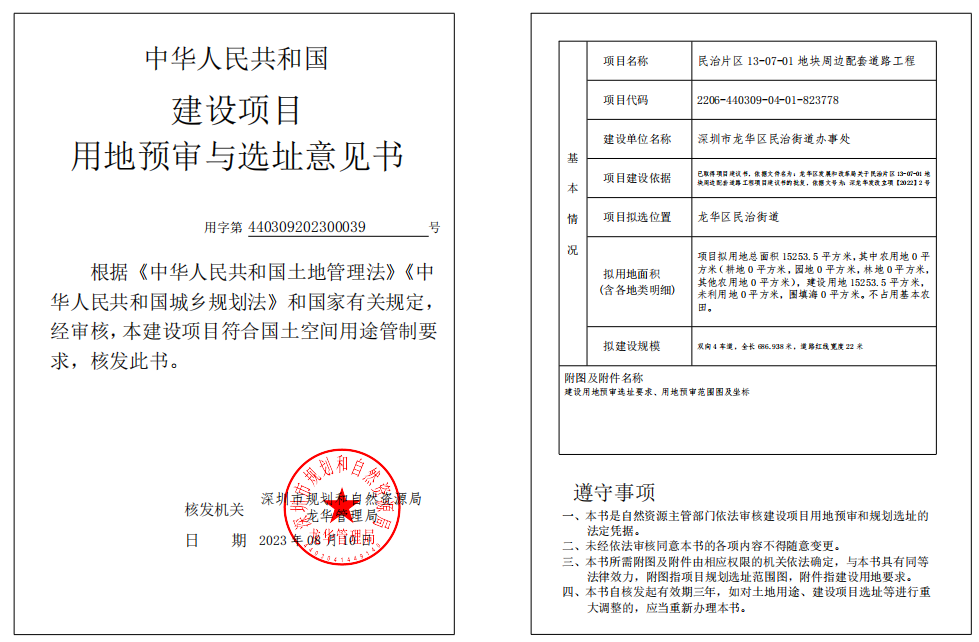 中华人民共和国
建设项目
用地预审与选址意见书
用字第 440309202300039 号
根据《中华人民共和国土地管理法》《中
华人民共和国城乡规划法》和国家有关规定，
经审核，本建设项目符合国土空间用途管制要
求，核发此书。
核发机关 深圳市规划和自然资源局
龙华管理局
日 期 2023 年 08 月 10 日
深圳市规划和自然资源局
龙华管理局
基本情况
项目名称 民治片区 13-07-01 地块周边配套道路工程
项目代码 2206-440309-04-01-823778
建设单位名称 深圳市龙华区民治街道办事处
项目建设依据 已取得项目建议书，依据文件名为：龙华区发展和改革局关于民治片区 13-07-01 地
块周边配套道路工程项目建议书的批复，依据文号为：深龙华发改立项【2022】2 号
项目拟选位置 龙华区民治街道
拟用地面积
(含各地类明细)
项目拟用地总面积 15253.5 平方米，其中农用地 0 平
方米（耕地 0 平方米，园地 0 平方米，林地 0 平方米，
其他农用地 0 平方米），建设用地 15253.5 平方米，
未利用地 0 平方米，围填海 0 平方米。不占用基本农
田。
拟建设规模 双向 4 车道，全长 686.938 米，道路红线宽度 22 米
附图及附件名称
建设用地预审选址要求、用地预审范围图及坐标
遵守事项
一、本书是自然资源主管部门依法审核建设项目用地预审和规划选址的
法定凭据。
二、未经依法审核同意本书的各项内容不得随意变更。
三、本书所需附图及附件由相应权限的机关依法确定，与本书具有同等
法律效力，附图指项目规划选址范围图，附件指建设用地要求。
四、本书自核发起有效期三年，如对土地用途、建设项目选址等进行重
大调整的，应当重新办理本书。